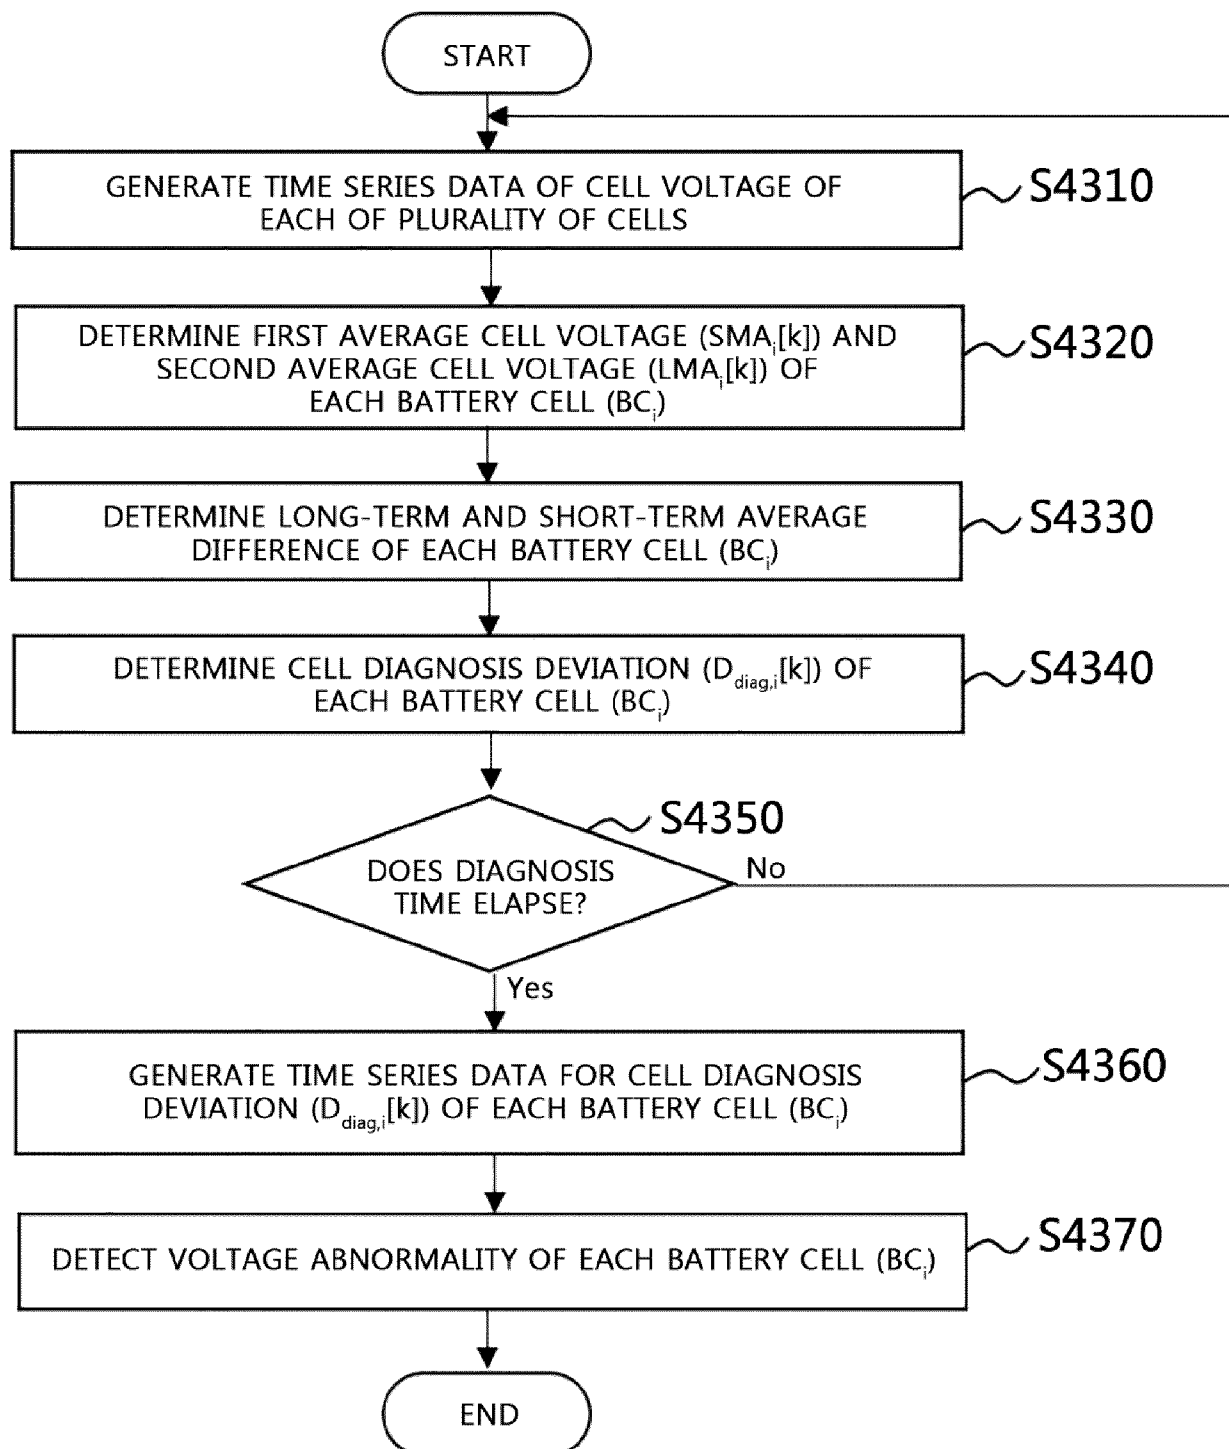 START
GENERATE TIME SERIES DATA OF CELL VOLTAGE OF
EACH OF PLURALITY OF CELLS
S4310
DETERMINE FIRST AVERAGE CELL VOLTAGE (SMAi[k]) AND
SECOND AVERAGE CELL VOLTAGE (LMAi[k]) OF
EACH BATTERY CELL (BCi)
S4320
DETERMINE LONG-TERM AND SHORT-TERM AVERAGE
DIFFERENCE OF EACH BATTERY CELL (BCi)
S4330
DETERMINE CELL DIAGNOSIS DEVIATION (Ddiag,i[k]) OF
EACH BATTERY CELL (BCi)
S4340
S4350
DOES DIAGNOSIS
TIME ELAPSE?
No
Yes
GENERATE TIME SERIES DATA FOR CELL DIAGNOSIS
DEVIATION (Ddiag,i[k]) OF EACH BATTERY CELL (BCi)
S4360
DETECT VOLTAGE ABNORMALITY OF EACH BATTERY CELL (BCi)
S4370
END